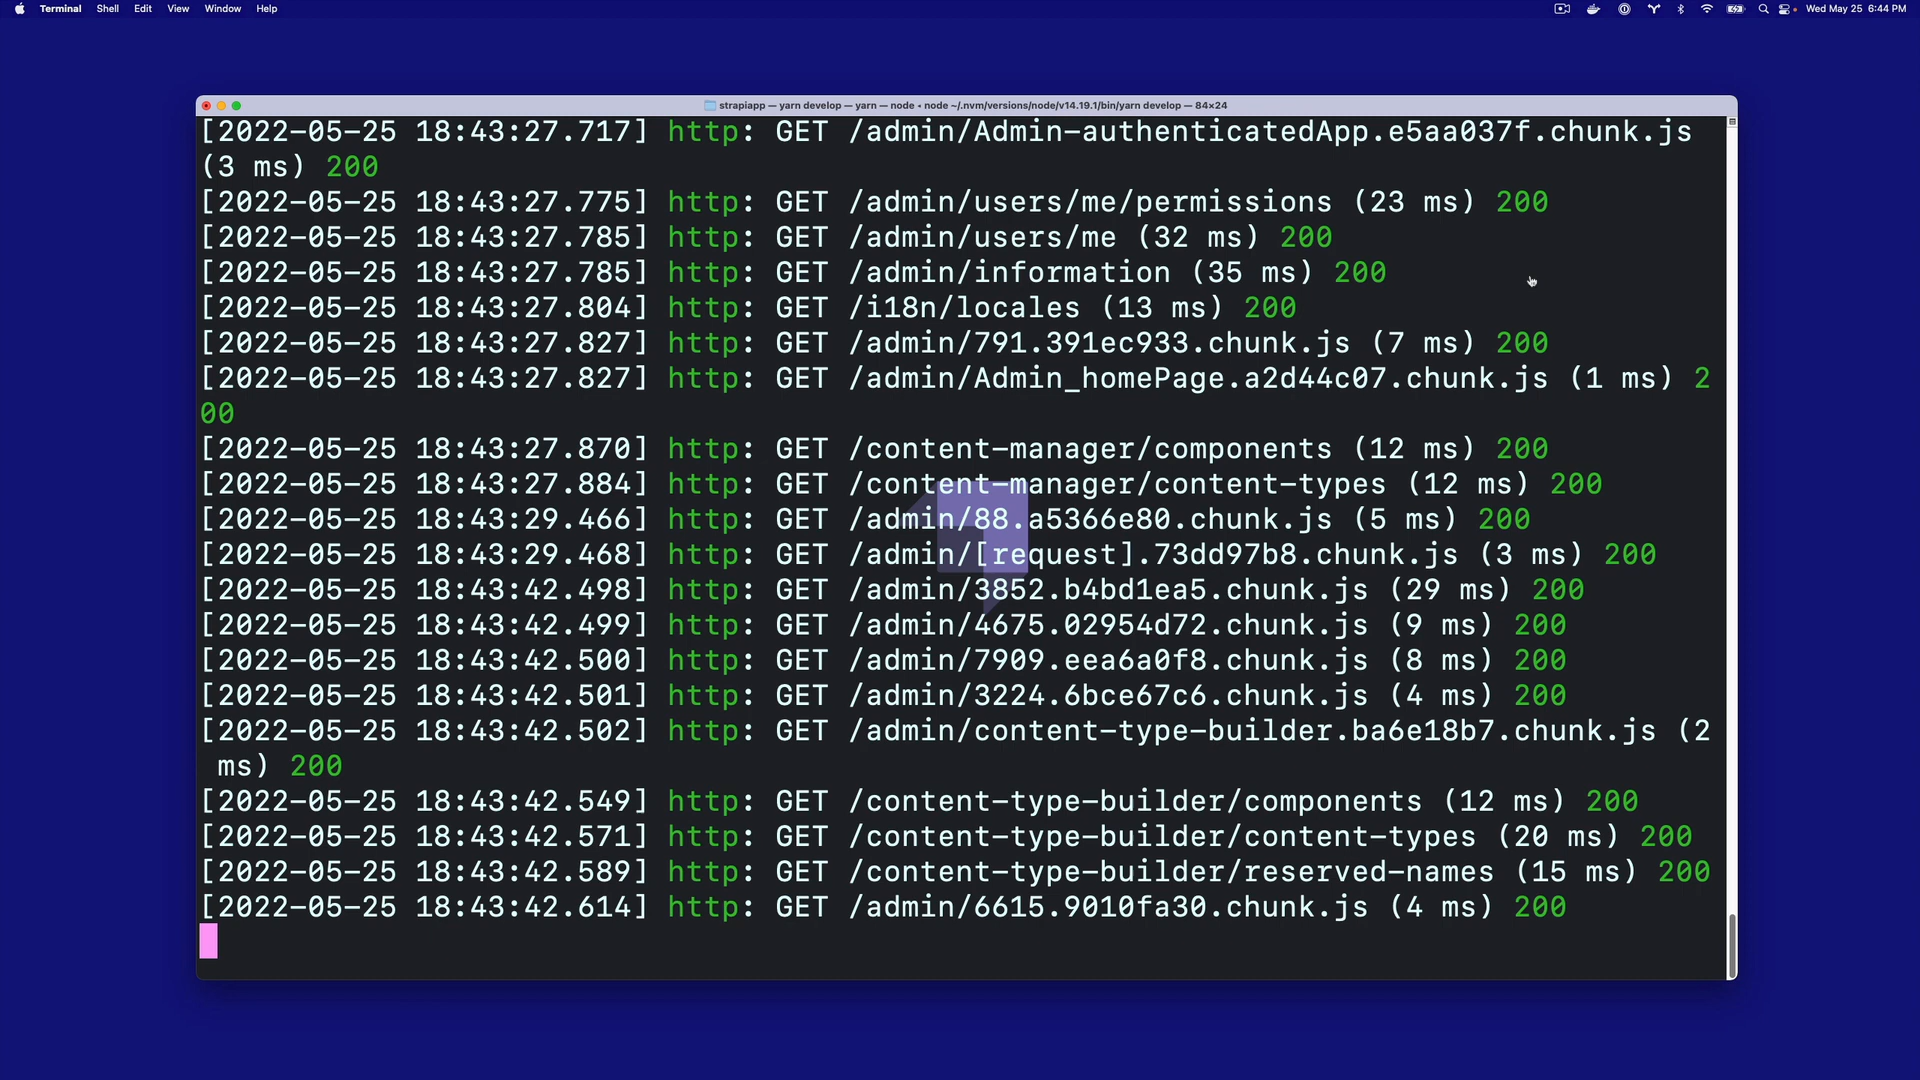 Terminal Shell Edit View Window Help Wed May 25 6:44 PM
strapiapp — yarn develop — yarn — node ◂ node ~/.nvm/versions/node/v14.19.1/bin/yarn develop — 84×24
[2022-05-25 18:43:27.717] http: GET /admin/Admin-authenticatedApp.e5aa037f.chunk.js
(3 ms) 200
[2022-05-25 18:43:27.775] http: GET /admin/users/me/permissions (23 ms) 200
[2022-05-25 18:43:27.785] http: GET /admin/users/me (32 ms) 200
[2022-05-25 18:43:27.785] http: GET /admin/information (35 ms) 200
[2022-05-25 18:43:27.804] http: GET /i18n/locales (13 ms) 200
[2022-05-25 18:43:27.827] http: GET /admin/791.391ec933.chunk.js (7 ms) 200
[2022-05-25 18:43:27.827] http: GET /admin/Admin_homePage.a2d44c07.chunk.js (1 ms) 2
00
[2022-05-25 18:43:27.870] http: GET /content-manager/components (12 ms) 200
[2022-05-25 18:43:27.884] http: GET /content-manager/content-types (12 ms) 200
[2022-05-25 18:43:29.466] http: GET /admin/88.a5366e80.chunk.js (5 ms) 200
[2022-05-25 18:43:29.468] http: GET /admin/[request].73dd97b8.chunk.js (3 ms) 200
[2022-05-25 18:43:42.498] http: GET /admin/3852.b4bd1ea5.chunk.js (29 ms) 200
[2022-05-25 18:43:42.499] http: GET /admin/4675.02954d72.chunk.js (9 ms) 200
[2022-05-25 18:43:42.500] http: GET /admin/7909.eea6a0f8.chunk.js (8 ms) 200
[2022-05-25 18:43:42.501] http: GET /admin/3224.6bce67c6.chunk.js (4 ms) 200
[2022-05-25 18:43:42.502] http: GET /admin/content-type-builder.ba6e18b7.chunk.js (2
ms) 200
[2022-05-25 18:43:42.549] http: GET /content-type-builder/components (12 ms) 200
[2022-05-25 18:43:42.571] http: GET /content-type-builder/content-types (20 ms) 200
[2022-05-25 18:43:42.589] http: GET /content-type-builder/reserved-names (15 ms) 200
[2022-05-25 18:43:42.614] http: GET /admin/6615.9010fa30.chunk.js (4 ms) 200